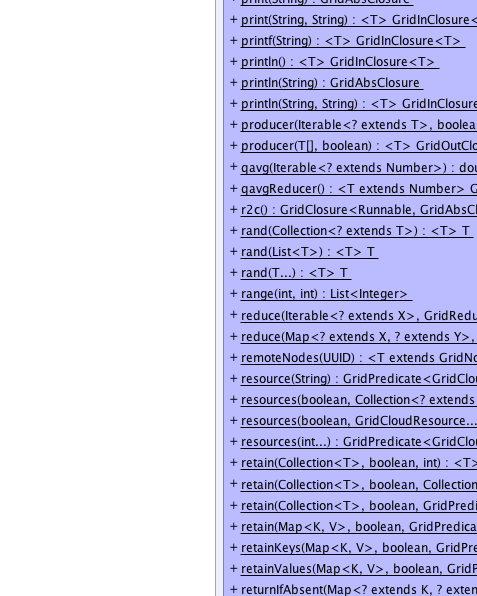 + print(String) : GridAbsClosure
+ print(String, String) : <T> GridInClosure<
+ printf(String) : <T> GridInClosure<T>
+ println() : <T> GridInClosure<T>
+ println(String) : GridAbsClosure
+ println(String, String) : <T> GridInClosure
+ producer(Iterable<? extends T>, boolea
+ producer(T[], boolean) : <T> GridOutClo
+ qavg(Iterable<? extends Number>) : dou
+ qavgReducer() : <T extends Number> G
+ r2c() : GridClosure<Runnable, GridAbsCl
+ rand(Collection<? extends T>) : <T> T
+ rand(List<T>) : <T> T
+ rand(T...) : <T> T
+ range(int, int) : List<Integer>
+ reduce(Iterable<? extends X>, GridRedu
+ reduce(Map<? extends X, ? extends Y>,
+ remoteNodes(UUID) : <T extends GridNo
+ resource(String) : GridPredicate<GridClou
+ resources(boolean, Collection<? extends
+ resources(boolean, GridCloudResource...
+ resources(int...) : GridPredicate<GridClou
+ retain(Collection<T>, boolean, int) : <T>
+ retain(Collection<T>, boolean, Collection
+ retain(Collection<T>, boolean, GridPredi
+ retain(Map<K, V>, boolean, GridPredica
+ retainKeys(Map<K, V>, boolean, GridPre
+ retainValues(Map<K, V>, boolean, GridP
+ returnIfAbsent(Map<? extends K, ? exten